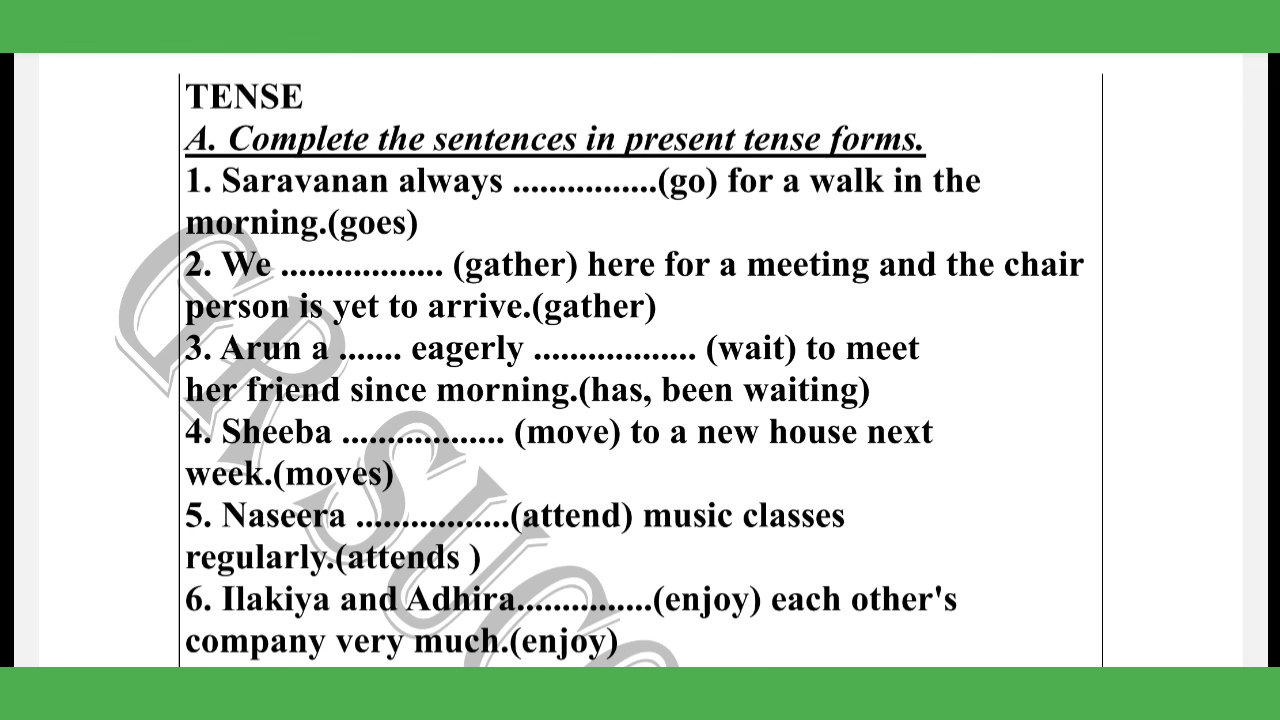 TENSE
A. Complete the sentences in present tense forms.
1. Saravanan always ................(go) for a walk in the
morning.(goes)
2. We .................. (gather) here for a meeting and the chair
person is yet to arrive.(gather)
3. Arun a ....... eagerly .................. (wait) to meet
her friend since morning.(has, been waiting)
4. Sheeba .................. (move) to a new house next
week.(moves)
5. Naseera .................(attend) music classes
regularly.(attends )
6. Ilakiya and Adhira...............(enjoy) each other's
company very much.(enjoy)